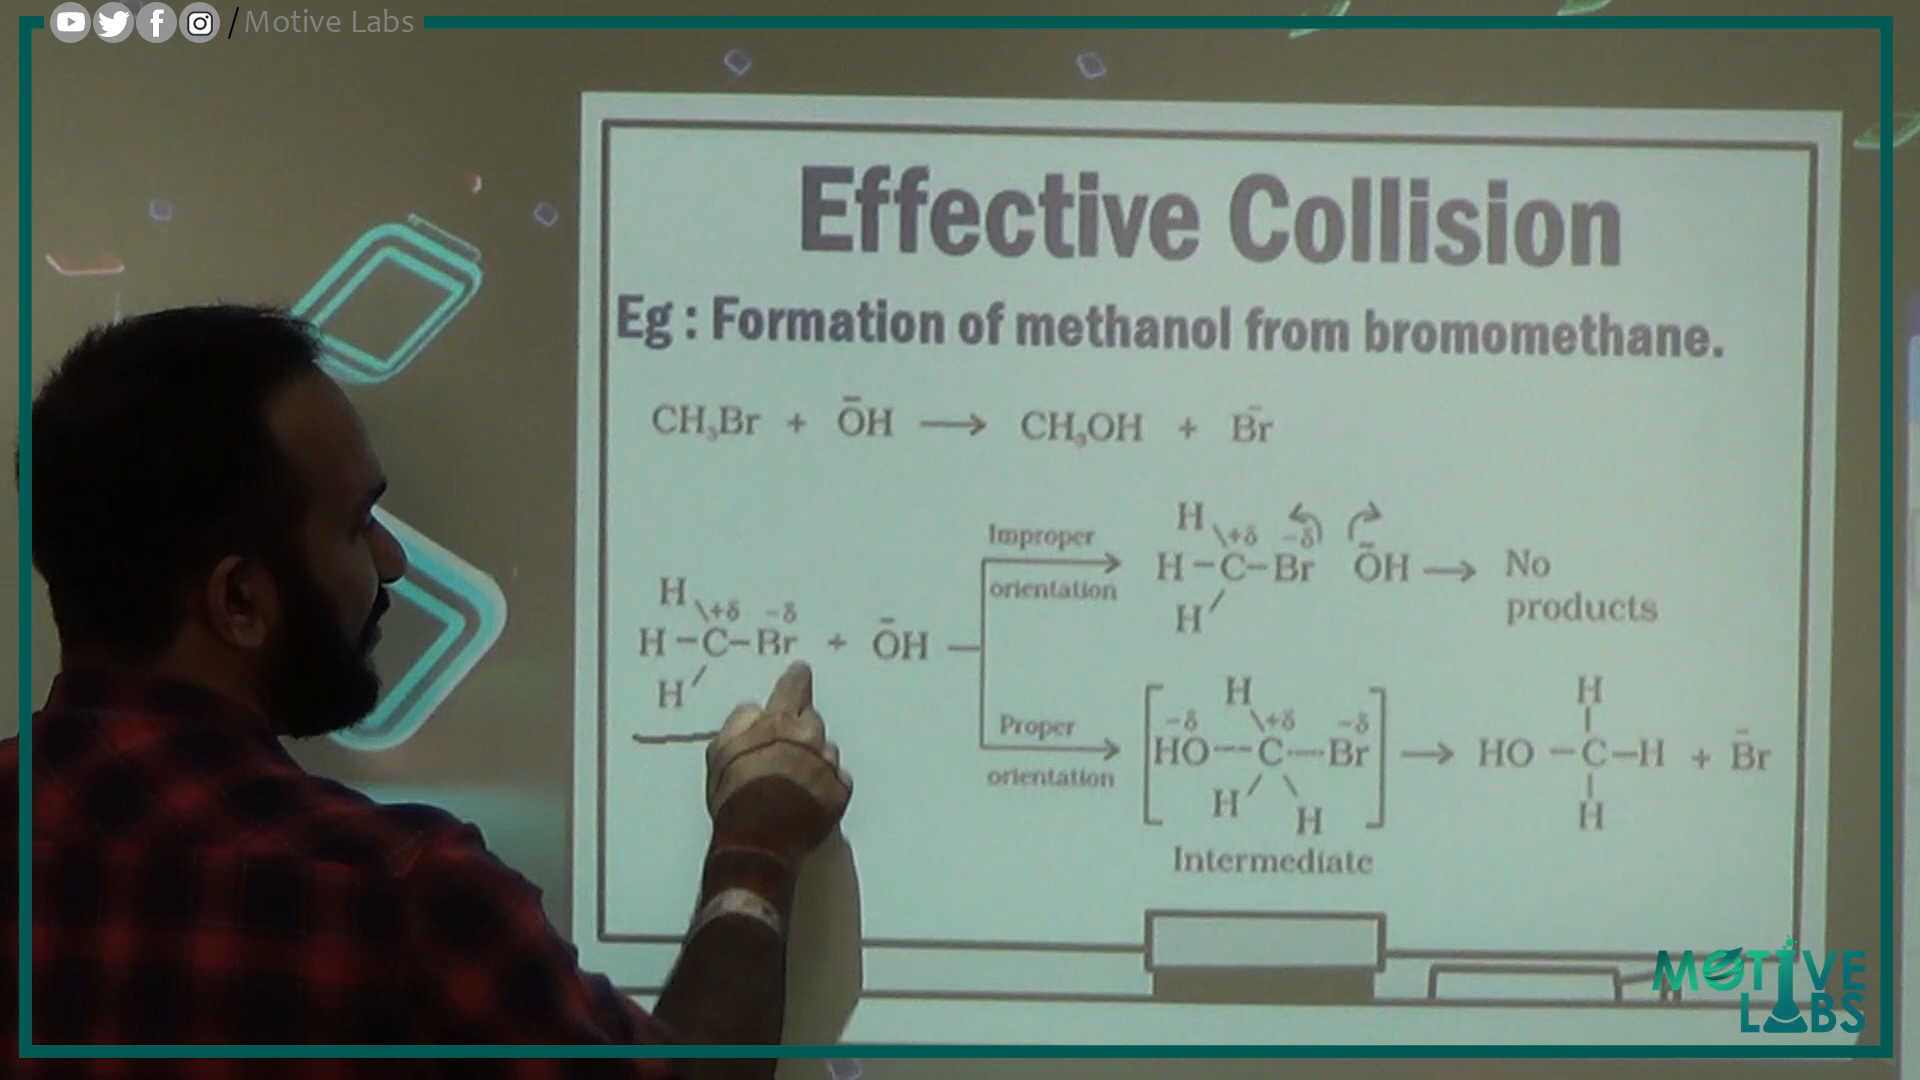 / Motive Labs
Effective Collision
Eg : Formation of methanol from bromomethane.
CH₃Br + ŌH ⟶ CH₃OH + B̄r
Improper
orientation
H
+δ -δ
H-C-Br ŌH ⟶ No
products
H
H
+δ -δ
H-C-Br + ŌH
H
Proper
orientation
H
-δ +δ -δ
HO---C---Br
H H
Intermediate
⟶
H
HO-C-H + B̄r
H
MOTIVE
LABS